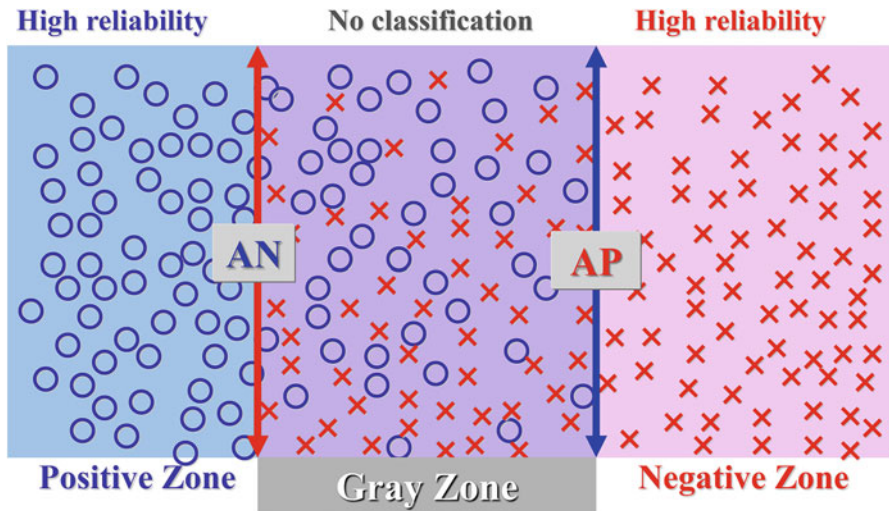 High reliability
No classification
High reliability
AN
AP
Positive Zone
Gray Zone
Negative Zone